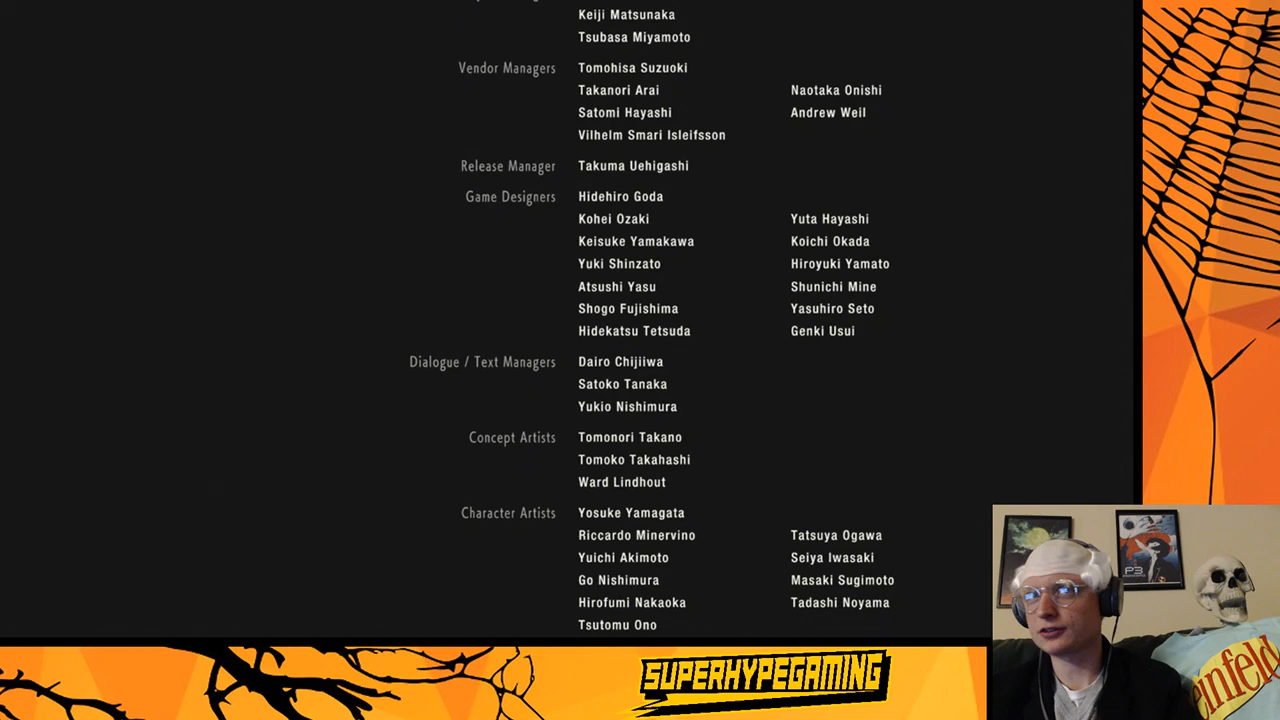 Keiji Matsunaka
Tsubasa Miyamoto
Vendor Managers Tomohisa Suzuoki
Takanori Arai Naotaka Onishi
Satomi Hayashi Andrew Weil
Vilhelm Smari Isleifsson
Release Manager Takuma Uehigashi
Game Designers Hidehiro Goda
Kohei Ozaki Yuta Hayashi
Keisuke Yamakawa Koichi Okada
Yuki Shinzato Hiroyuki Yamato
Atsushi Yasu Shunichi Mine
Shogo Fujishima Yasuhiro Seto
Hidekatsu Tetsuda Genki Usui
Dialogue / Text Managers Dairo Chijiiwa
Satoko Tanaka
Yukio Nishimura
Concept Artists Tomonori Takano
Tomoko Takahashi
Ward Lindhout
Character Artists Yosuke Yamagata
Riccardo Minervino Tatsuya Ogawa
Yuichi Akimoto Seiya Iwasaki
Go Nishimura Masaki Sugimoto
Hirofumi Nakaoka Tadashi Noyama
Tsutomu Ono
SUPERHYPEGAMING
P3
einfeld